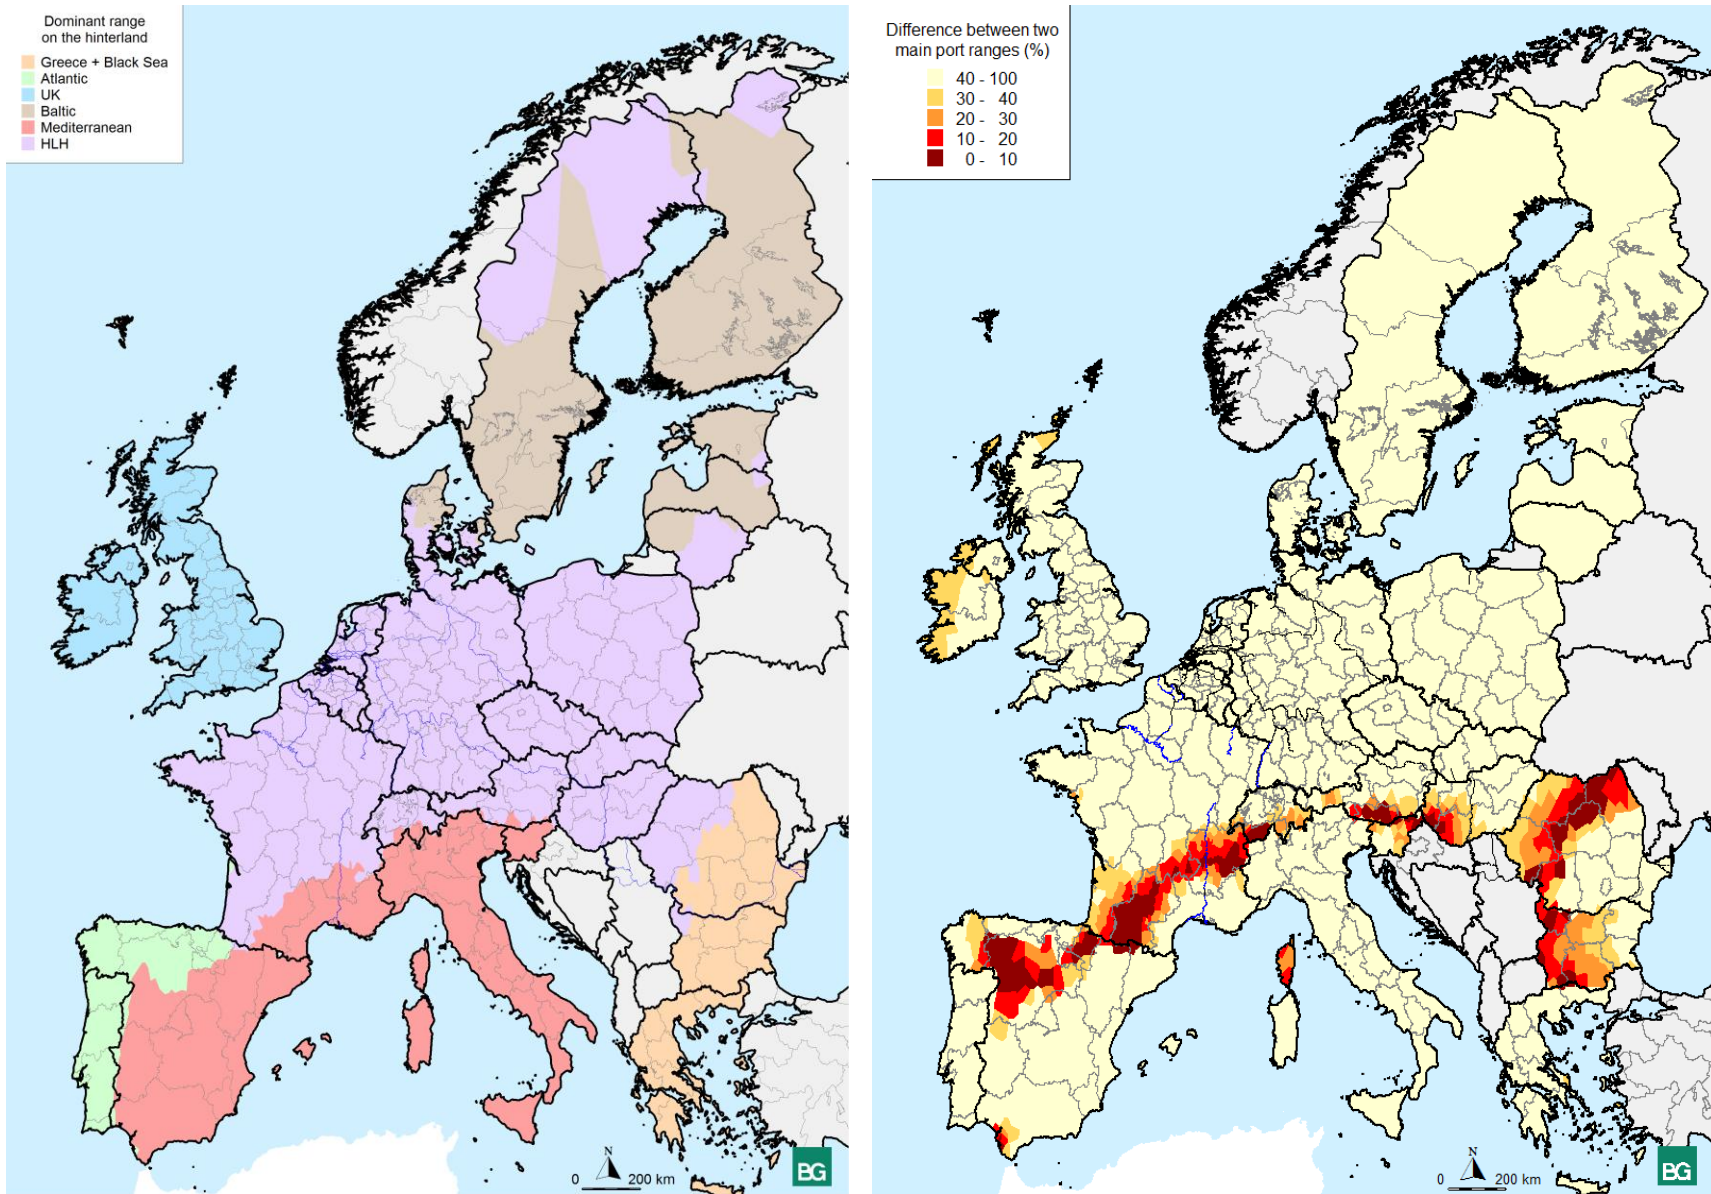 Dominant range
on the hinterland
Greece + Black Sea
Atlantic
UK
Baltic
Mediterranean
HLH
N
0 200 km
BG
Difference between two
main port ranges (%)
40 - 100
30 - 40
20 - 30
10 - 20
0 - 10
N
0 200 km
BG